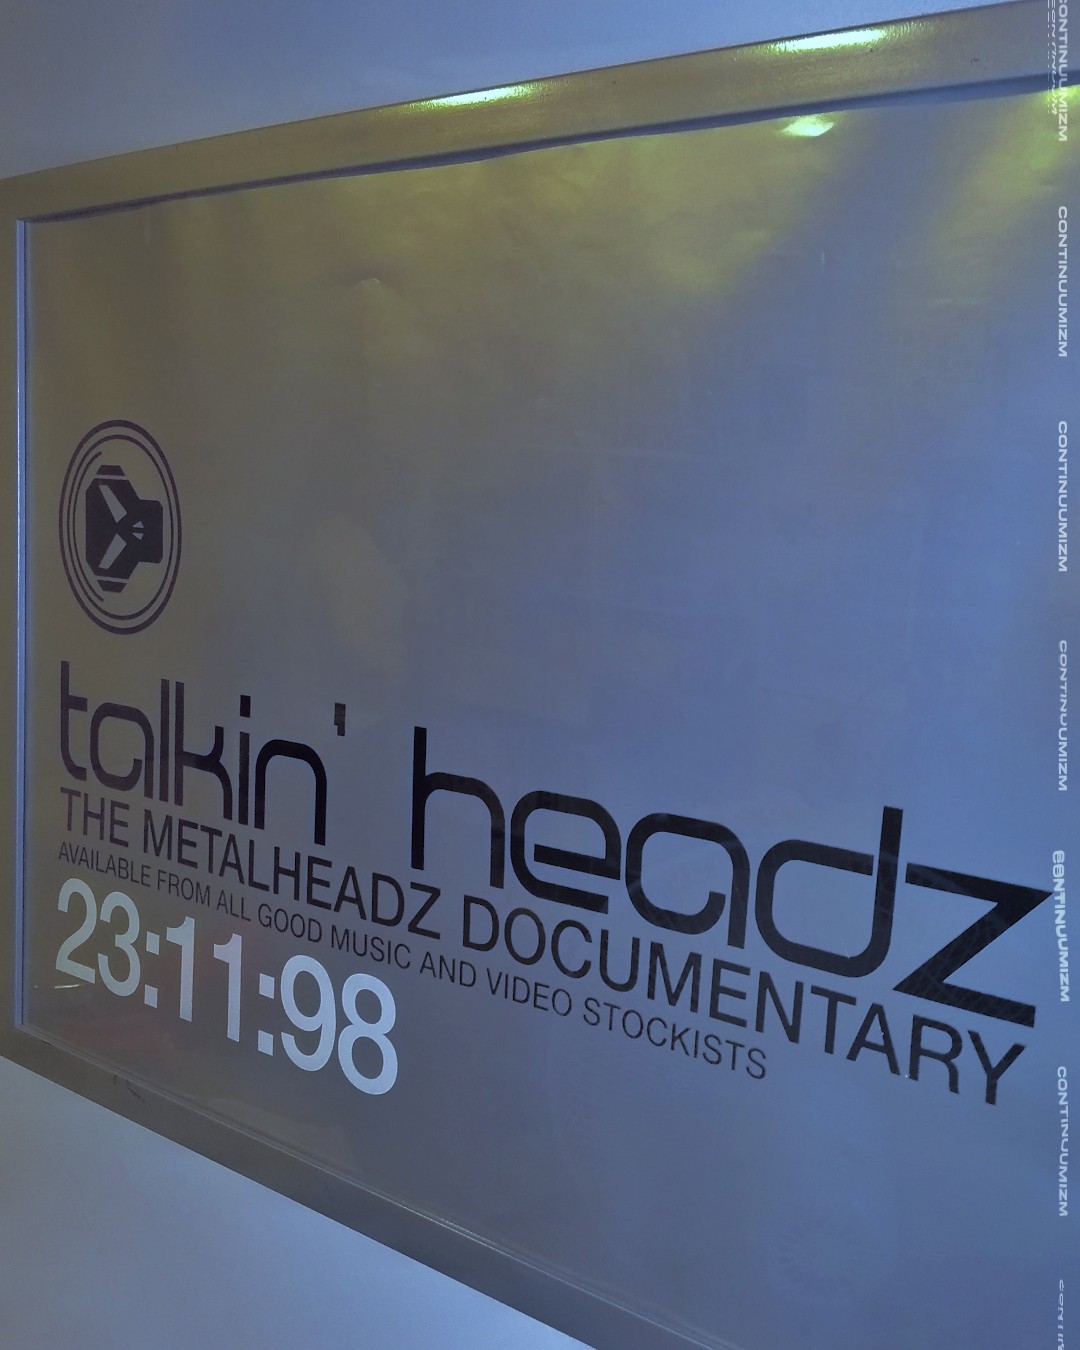 talkin' headz
THE METALHEADZ DOCUMENTARY
AVAILABLE FROM ALL GOOD MUSIC AND VIDEO STOCKISTS
23:11:98
CONTINUUMIZM
CONTINUUMIZM
CONTINUUMIZM
CONTINUUMIZM
CONTINUUMIZM
CONTINUUMIZM